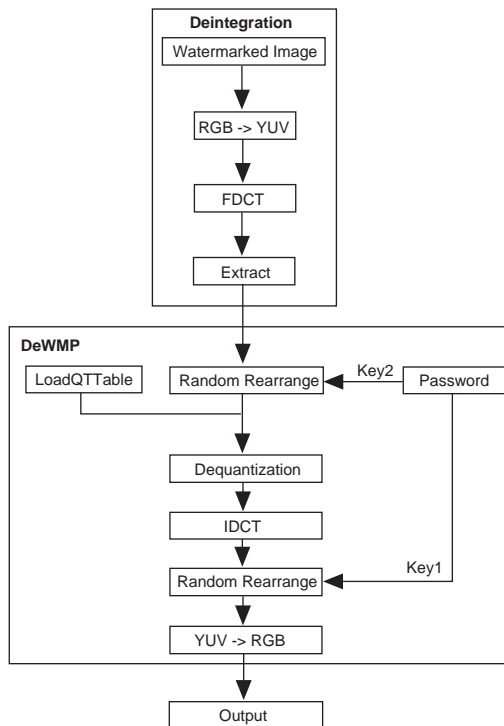 Deintegration
Watermarked Image
RGB -> YUV
FDCT
Extract
DeWMP
LoadQTTable
Random Rearrange
Key2
Password
Dequantization
IDCT
Random Rearrange
Key1
YUV -> RGB
Output